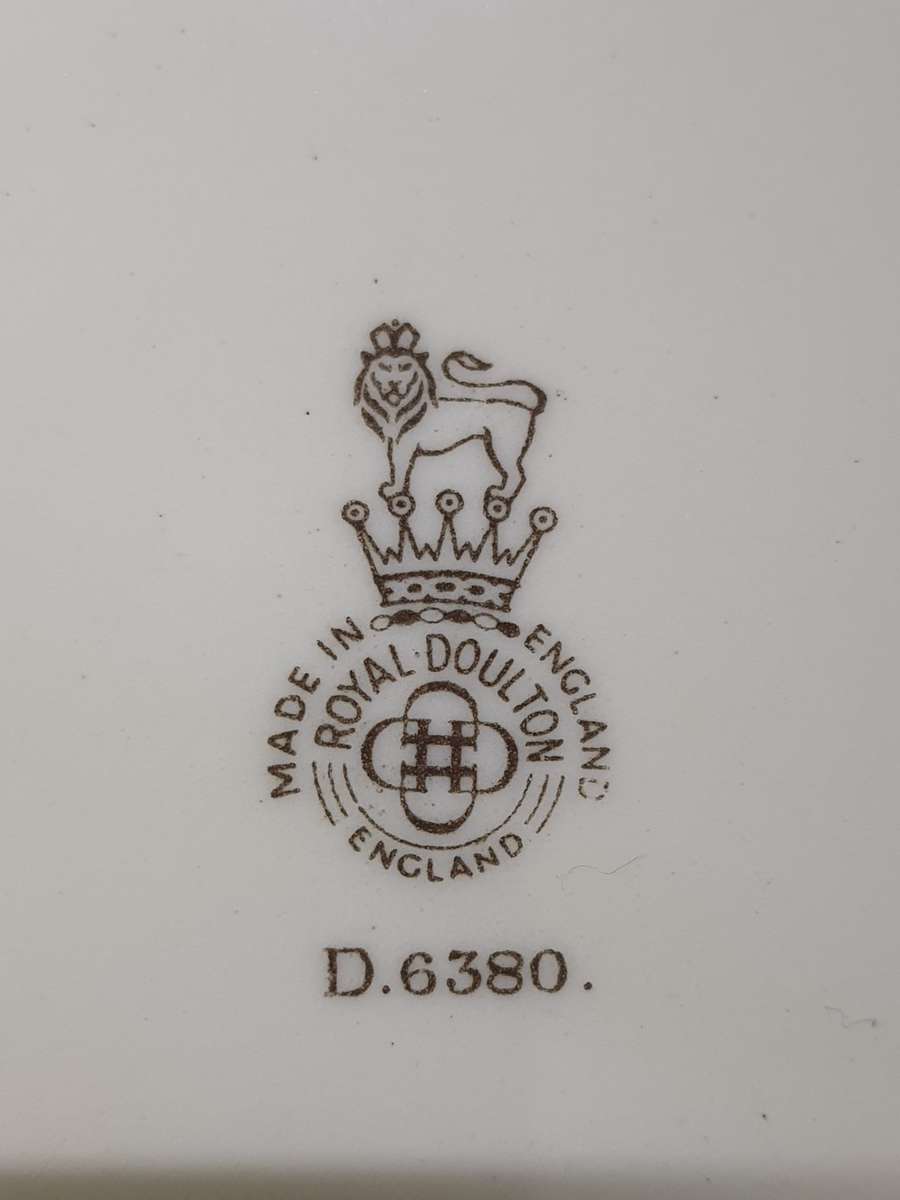 MADE IN ENGLAND
ROYAL DOULTON
ENGLAND
D.6380.